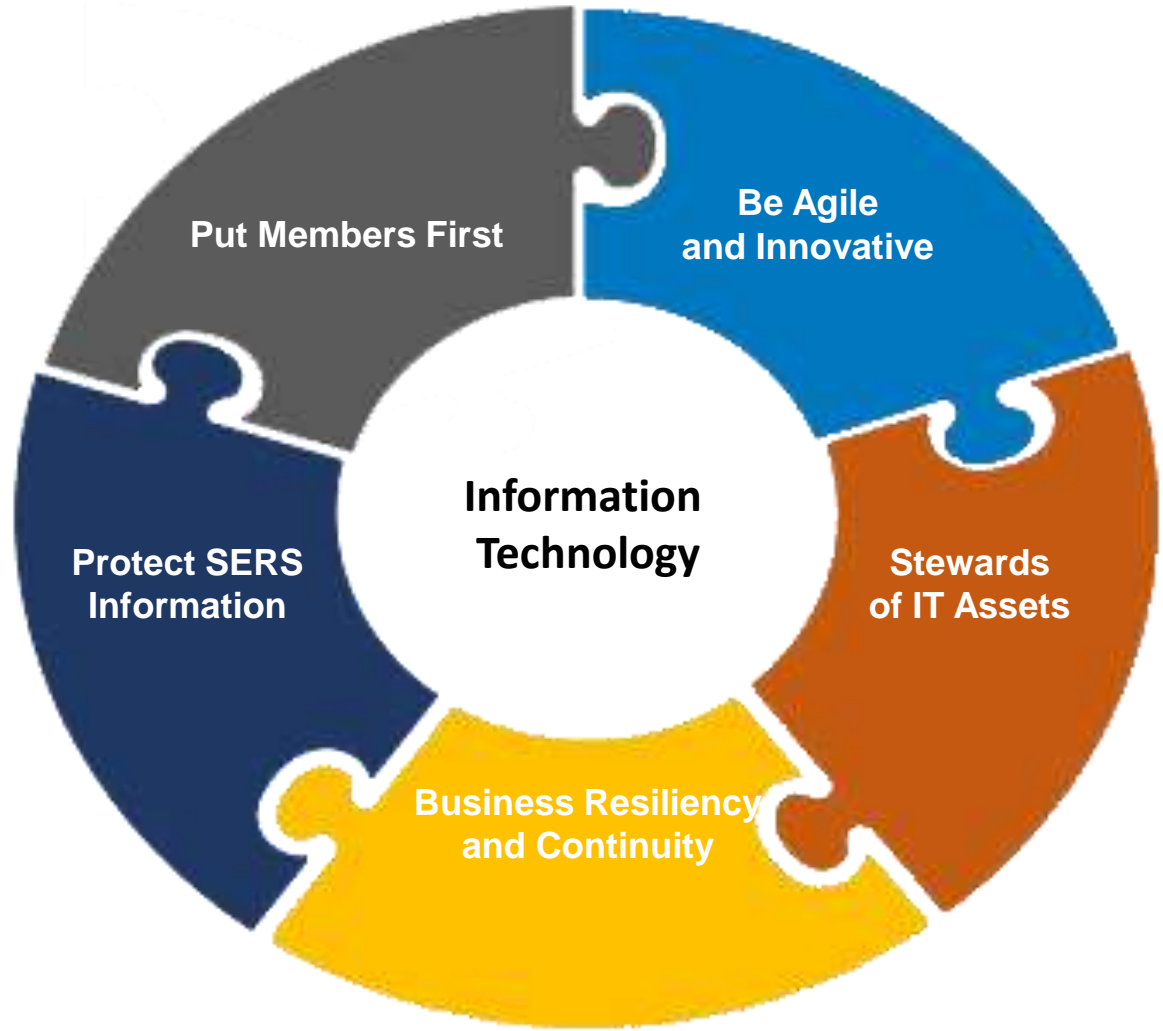 Put Members First
Be Agile
and Innovative
Information
Technology
Protect SERS
Information
Stewards
of IT Assets
Business Resiliency
and Continuity